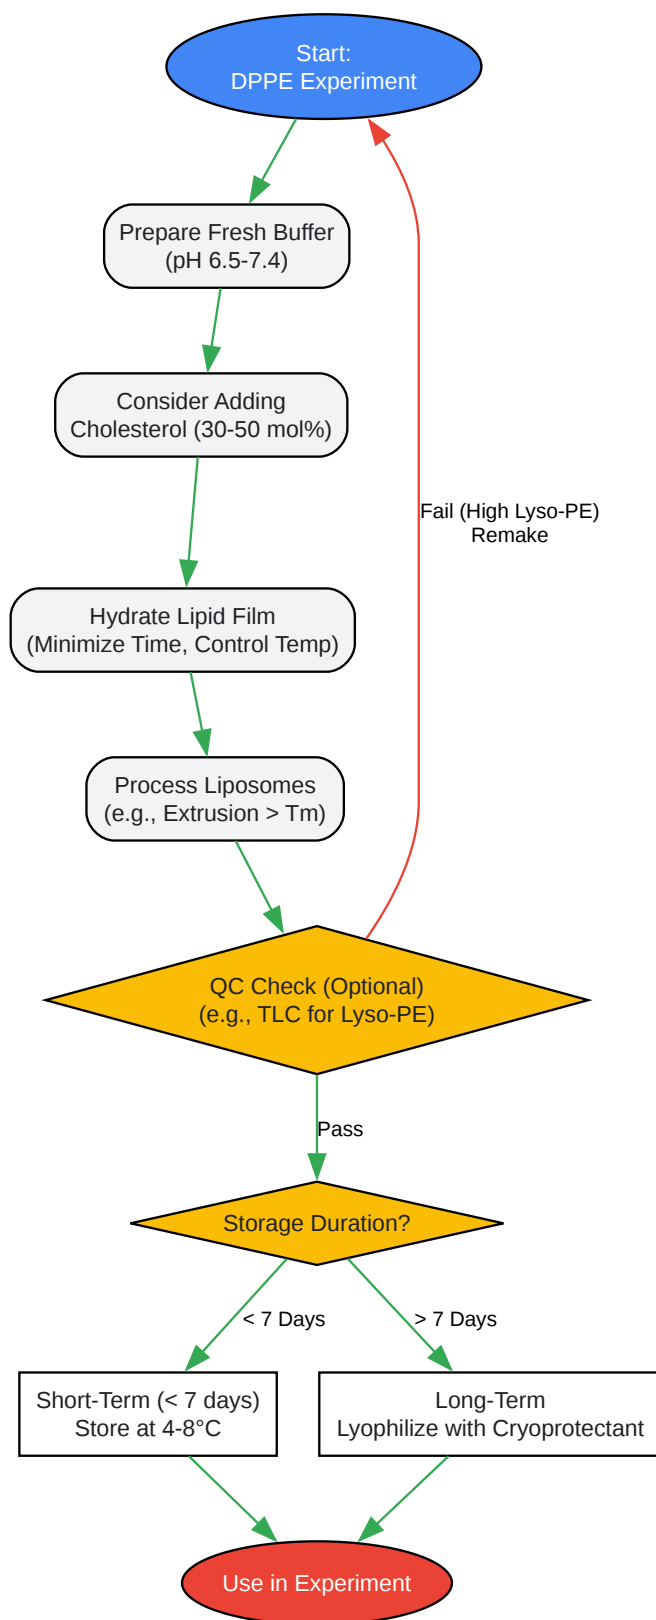 Start:
DPPE Experiment
Prepare Fresh Buffer
(pH 6.5-7.4)
Consider Adding
Cholesterol (30-50 mol%)
Fail (High Lyso-PE)
Remake
Hydrate Lipid Film
(Minimize Time, Control Temp)
Process Liposomes
(e.g., Extrusion > Tm)
QC Check (Optional)
(e.g., TLC for Lyso-PE)
Pass
Storage Duration?
< 7 Days
> 7 Days
Short-Term (< 7 days)
Store at 4-8°C
Long-Term
Lyophilize with Cryoprotectant
Use in Experiment